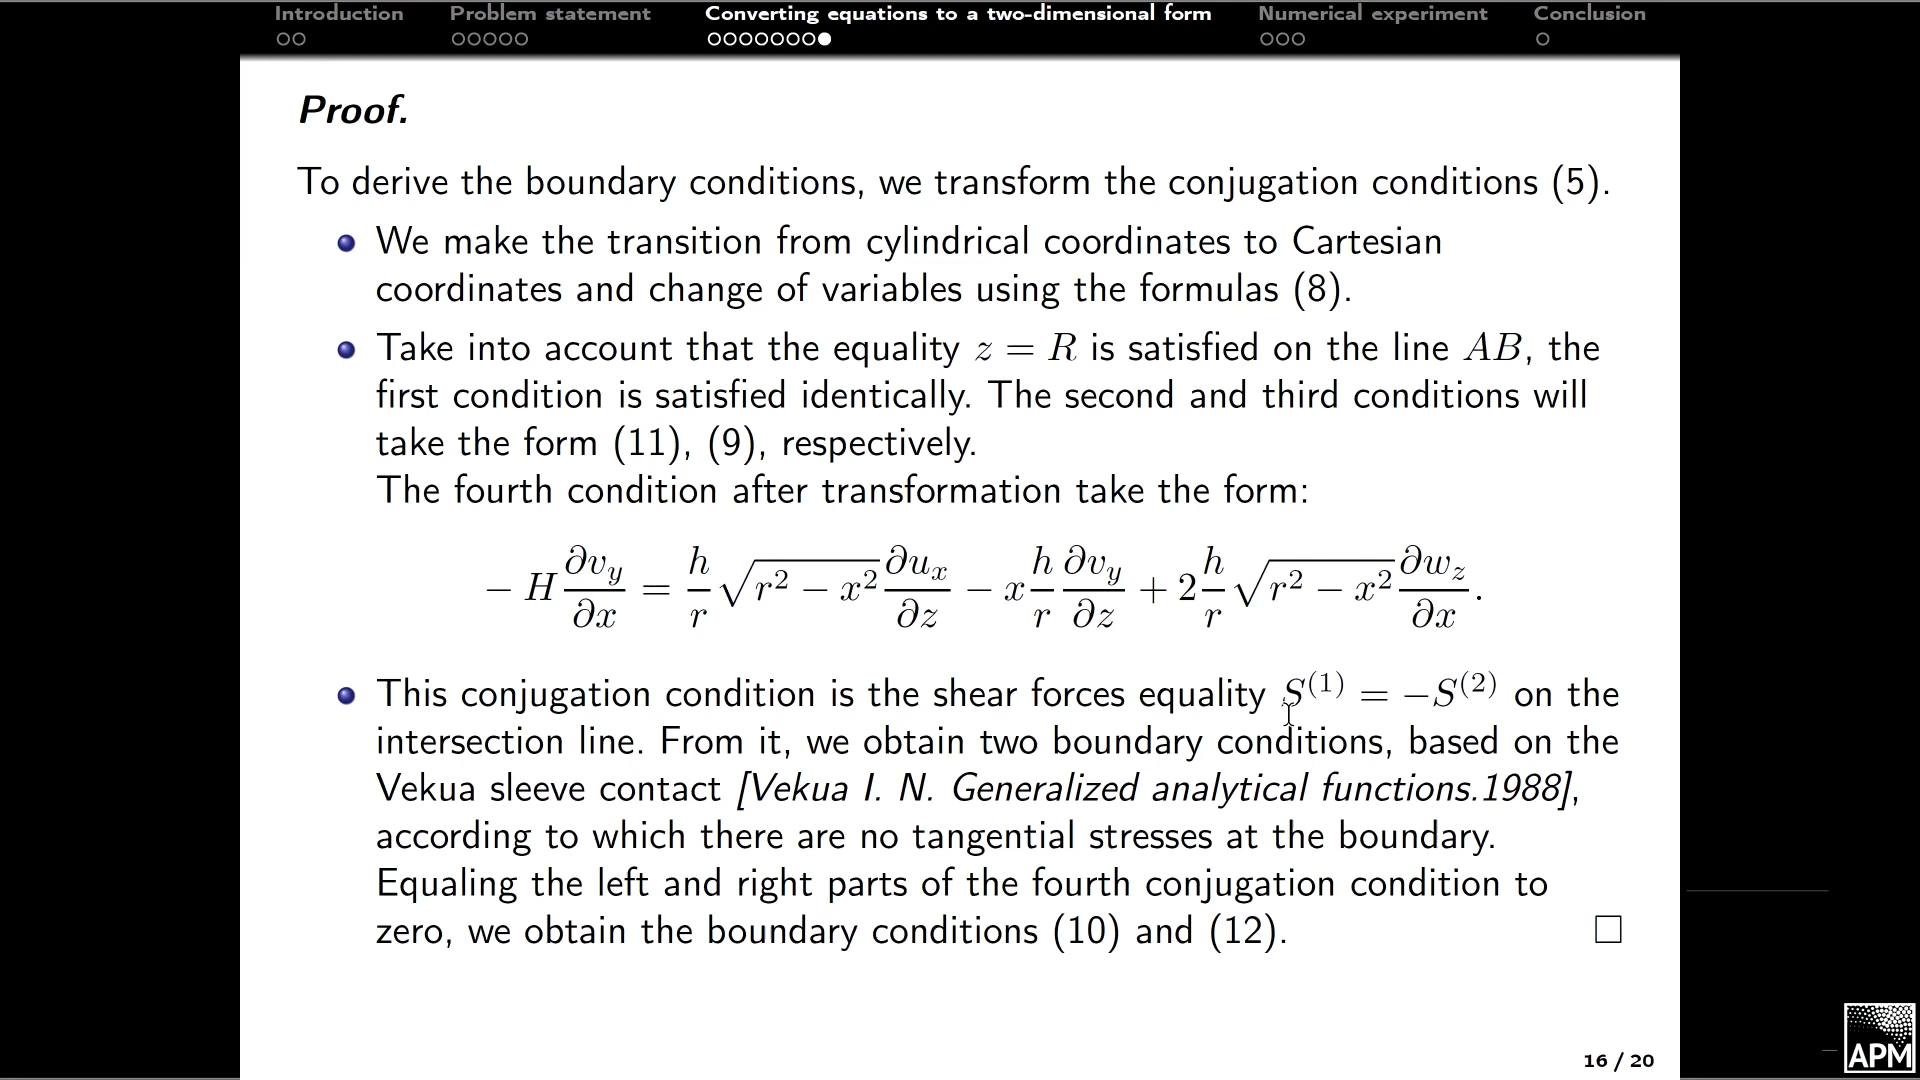 Introduction Problem statement Converting equations to a two-dimensional form Numerical experiment Conclusion
Proof.
To derive the boundary conditions, we transform the conjugation conditions (5).
We make the transition from cylindrical coordinates to Cartesian
coordinates and change of variables using the formulas (8).
Take into account that the equality z = R is satisfied on the line AB, the
first condition is satisfied identically. The second and third conditions will
take the form (11), (9), respectively.
The fourth condition after transformation take the form:
− H ∂v_y/∂x = h/r √(r² − x²) ∂u_x/∂z − x h/r ∂v_y/∂z + 2 h/r √(r² − x²) ∂w_z/∂x .
This conjugation condition is the shear forces equality S⁽¹⁾ = −S⁽²⁾ on the
intersection line. From it, we obtain two boundary conditions, based on the
Vekua sleeve contact [Vekua I. N. Generalized analytical functions.1988],
according to which there are no tangential stresses at the boundary.
Equaling the left and right parts of the fourth conjugation condition to
zero, we obtain the boundary conditions (10) and (12). □
16 / 20
APM